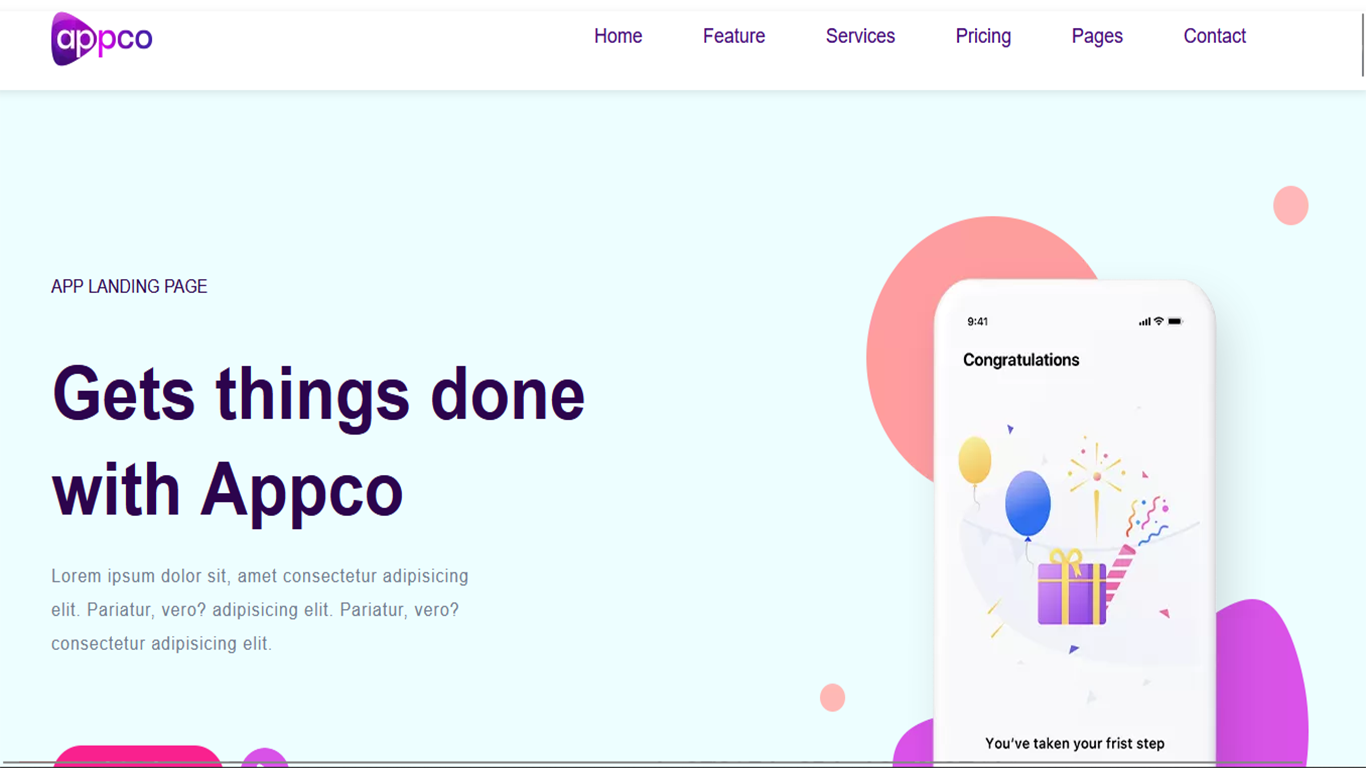 appco
Home Feature Services Pricing Pages Contact
APP LANDING PAGE
Gets things done
with Appco
Lorem ipsum dolor sit, amet consectetur adipisicing
elit. Pariatur, vero? adipisicing elit. Pariatur, vero?
consectetur adipisicing elit.
9:41
Congratulations
You've taken your frist step